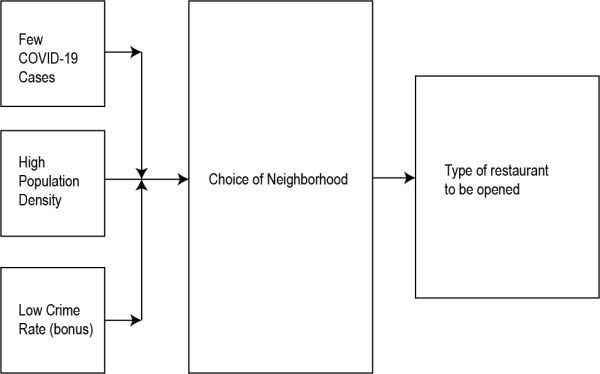 Few
COVID-19
Cases
High
Population
Density
Low Crime
Rate (bonus)
Choice of Neighborhood
Type of restaurant
to be opened